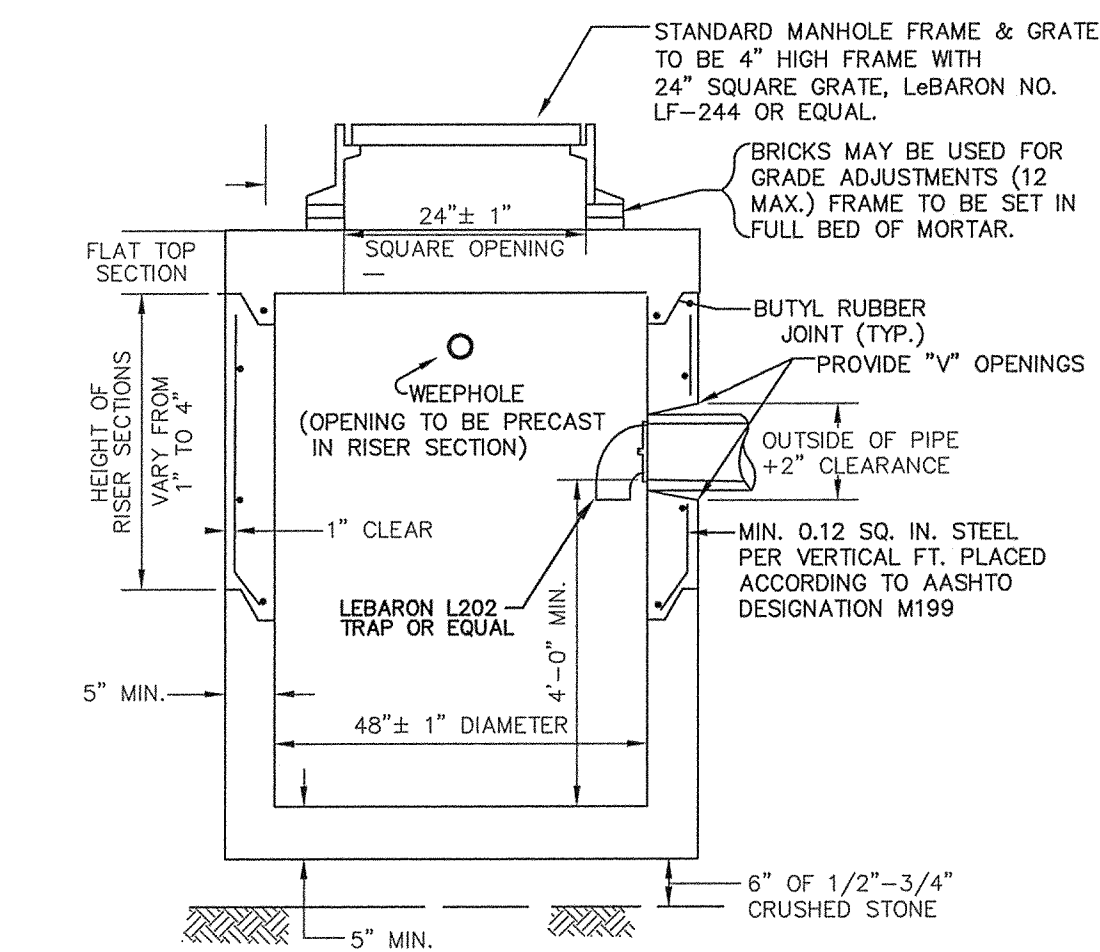 STANDARD MANHOLE FRAME & GRATE
TO BE 4" HIGH FRAME WITH
24" SQUARE GRATE, LeBARON NO.
LF-244 OR EQUAL.
BRICKS MAY BE USED FOR
GRADE ADJUSTMENTS (12
MAX.) FRAME TO BE SET IN
FULL BED OF MORTAR.
24"± 1"
SQUARE OPENING
FLAT TOP
SECTION
BUTYL RUBBER
JOINT (TYP.)
PROVIDE "V" OPENINGS
WEEPHOLE
(OPENING TO BE PRECAST
IN RISER SECTION)
HEIGHT OF
RISER SECTIONS
VARY FROM
1" TO 4"
OUTSIDE OF PIPE
+2" CLEARANCE
1" CLEAR
MIN. 0.12 SQ. IN. STEEL
PER VERTICAL FT. PLACED
ACCORDING TO AASHTO
DESIGNATION M199
LEBARON L202
TRAP OR EQUAL
4'-0" MIN.
5" MIN.
48"± 1" DIAMETER
6" OF 1/2"-3/4"
CRUSHED STONE
5" MIN.